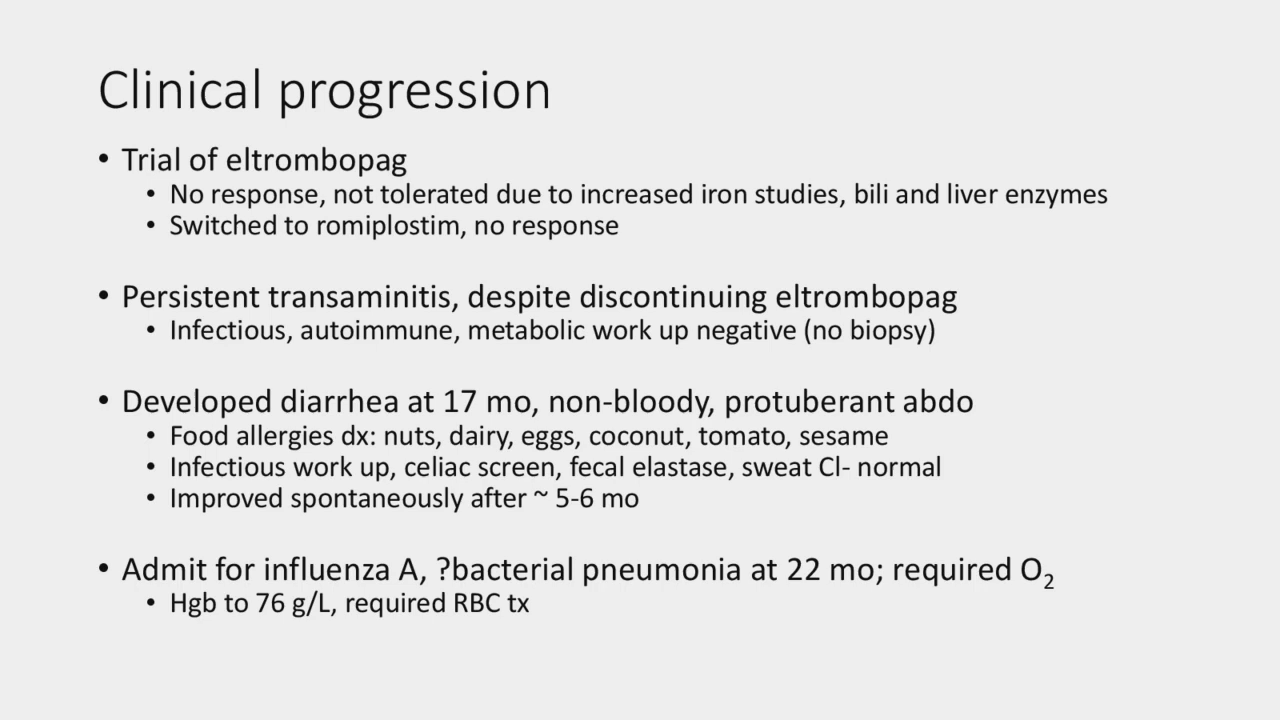 Clinical progression
• Trial of eltrombopag
• No response, not tolerated due to increased iron studies, bili and liver enzymes
• Switched to romiplostim, no response
• Persistent transaminitis, despite discontinuing eltrombopag
• Infectious, autoimmune, metabolic work up negative (no biopsy)
• Developed diarrhea at 17 mo, non-bloody, protuberant abdo
• Food allergies dx: nuts, dairy, eggs, coconut, tomato, sesame
• Infectious work up, celiac screen, fecal elastase, sweat Cl- normal
• Improved spontaneously after ~ 5-6 mo
• Admit for influenza A, ?bacterial pneumonia at 22 mo; required O₂
• Hgb to 76 g/L, required RBC tx